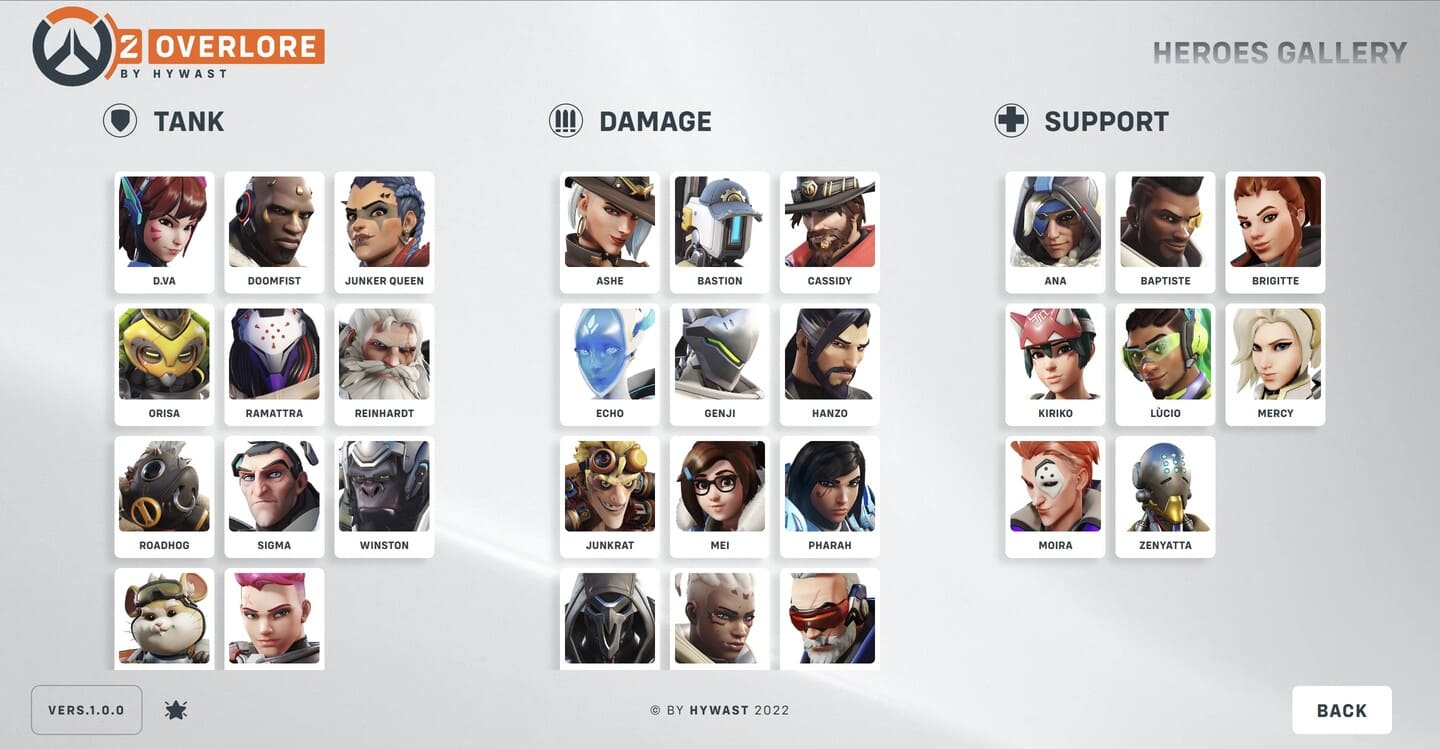 2 OVERLORE
BY HYWAST
HEROES GALLERY
TANK
D.VA DOOMFIST JUNKER QUEEN
ORISA RAMATTRA REINHARDT
ROADHOG SIGMA WINSTON
DAMAGE
ASHE BASTION CASSIDY
ECHO GENJI HANZO
JUNKRAT MEI PHARAH
SUPPORT
ANA BAPTISTE BRIGITTE
KIRIKO LÙCIO MERCY
MOIRA ZENYATTA
VERS.1.0.0
© BY HYWAST 2022
BACK